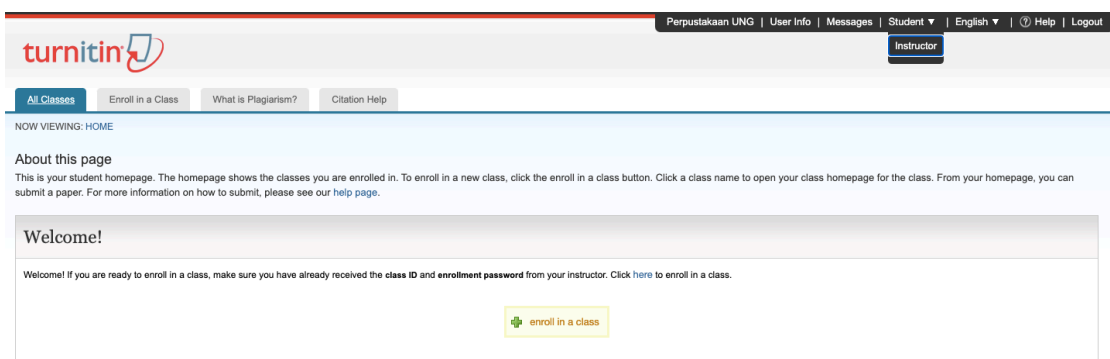 Perpustakaan UNG | User Info | Messages | Student ▼ | English ▼ | ? Help | Logout
Instructor
turnitin
All Classes Enroll in a Class What is Plagiarism? Citation Help
NOW VIEWING: HOME
About this page
This is your student homepage. The homepage shows the classes you are enrolled in. To enroll in a new class, click the enroll in a class button. Click a class name to open your class homepage for the class. From your homepage, you can
submit a paper. For more information on how to submit, please see our help page.
Welcome!
Welcome! If you are ready to enroll in a class, make sure you have already received the class ID and enrollment password from your instructor. Click here to enroll in a class.
enroll in a class